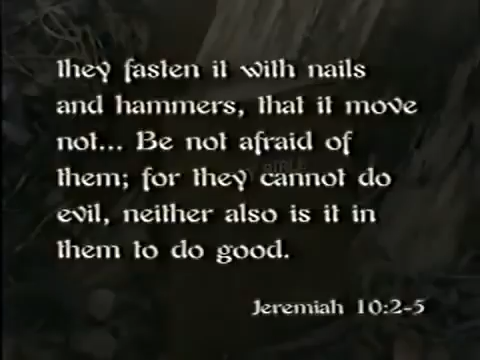 they fasten it with nails
and hammers, that it move
not... Be not afraid of
them; for they cannot do
evil, neither also is it in
them to do good.
Jeremiah 10:2-5